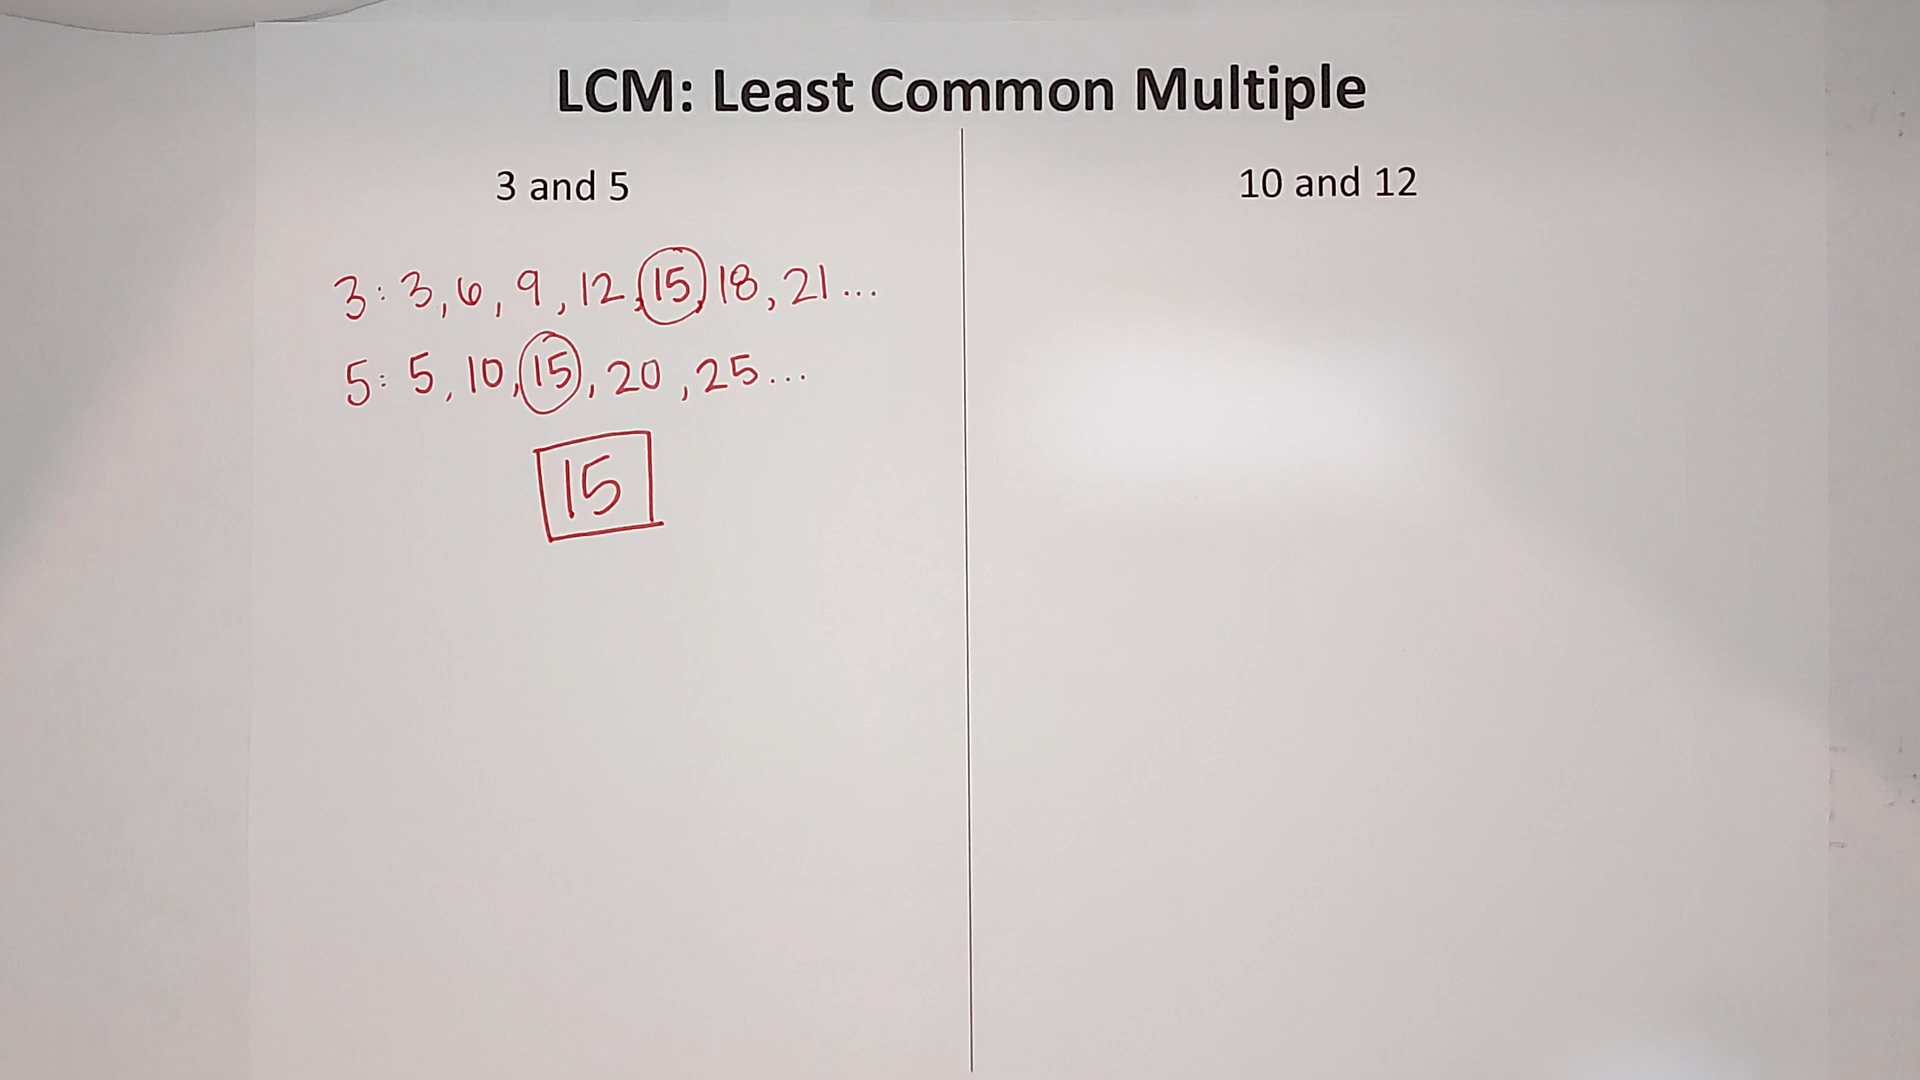 LCM: Least Common Multiple
3 and 5
3: 3, 6, 9, 12, 15, 18, 21...
5: 5, 10, 15, 20, 25...
15
10 and 12